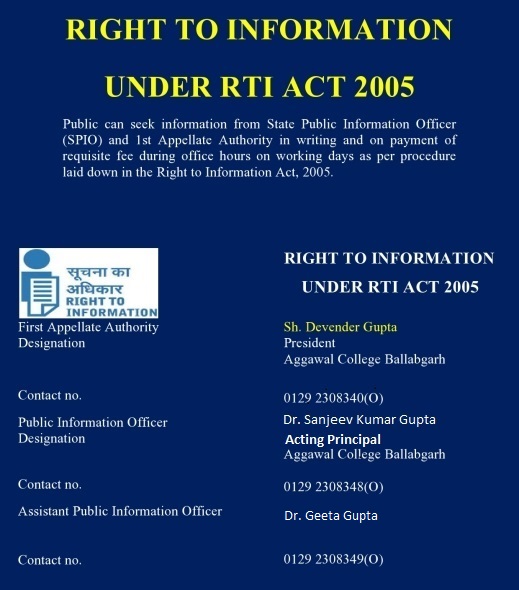 RIGHT TO INFORMATION
UNDER RTI ACT 2005
Public can seek information from State Public Information Officer
(SPIO) and 1st Appellate Authority in writing and on payment of
requisite fee during office hours on working days as per procedure
laid down in the Right to Information Act, 2005.
सूचना का
अधिकार
RIGHT TO
INFORMATION
RIGHT TO INFORMATION
UNDER RTI ACT 2005
First Appellate Authority
Sh. Devender Gupta
Designation
President
Aggawal College Ballabgarh
Contact no.
0129 2308340(O)
Public Information Officer
Dr. Sanjeev Kumar Gupta
Designation
Acting Principal
Aggawal College Ballabgarh
Contact no.
0129 2308348(O)
Assistant Public Information Officer
Dr. Geeta Gupta
Contact no.
0129 2308349(O)